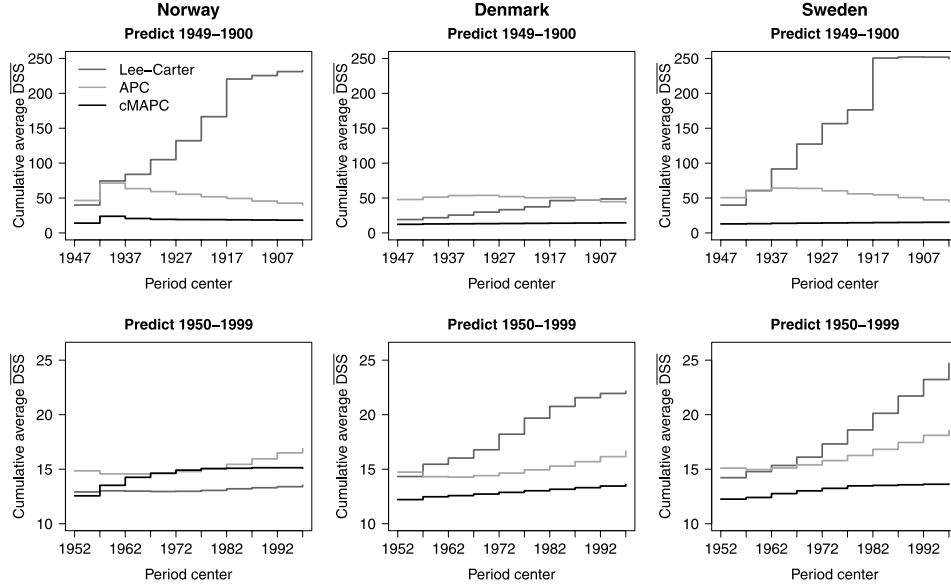 Norway
Denmark
Sweden
Predict 1949–1900
Predict 1949–1900
Predict 1949–1900
Cumulative average DSS
250
200
150
100
50
0
Lee–Carter
APC
cMAPC
1947 1937 1927 1917 1907
Period center
Cumulative average DSS
250
200
150
100
50
0
1947 1937 1927 1917 1907
Period center
Cumulative average DSS
250
200
150
100
50
0
1947 1937 1927 1917 1907
Period center
Predict 1950–1999
Predict 1950–1999
Predict 1950–1999
Cumulative average DSS
25
20
15
10
1952 1962 1972 1982 1992
Period center
Cumulative average DSS
25
20
15
10
1952 1962 1972 1982 1992
Period center
Cumulative average DSS
25
20
15
10
1952 1962 1972 1982 1992
Period center